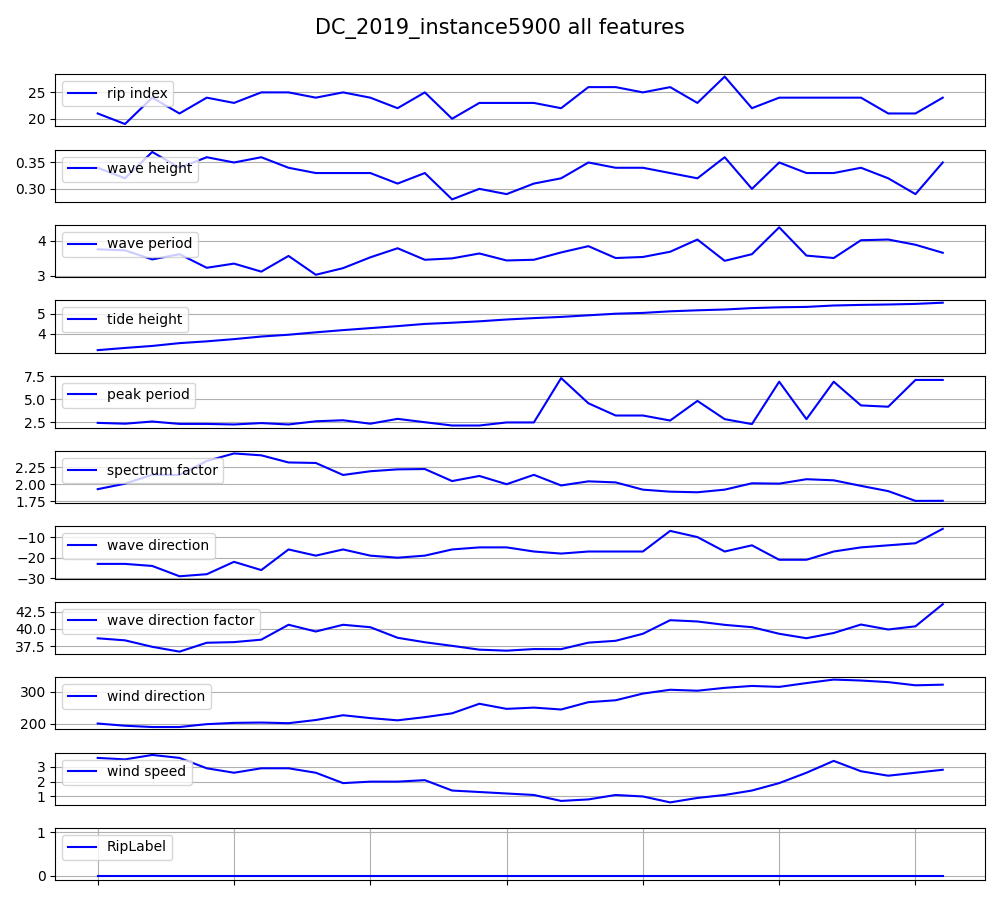 DC_2019_instance5900 all features
25
20
rip index
0.35
0.30
wave height
4
3
wave period
5
4
tide height
7.5
5.0
2.5
peak period
2.25
2.00
1.75
spectrum factor
−10
−20
−30
wave direction
42.5
40.0
37.5
wave direction factor
300
200
wind direction
3
2
1
wind speed
1
0
RipLabel